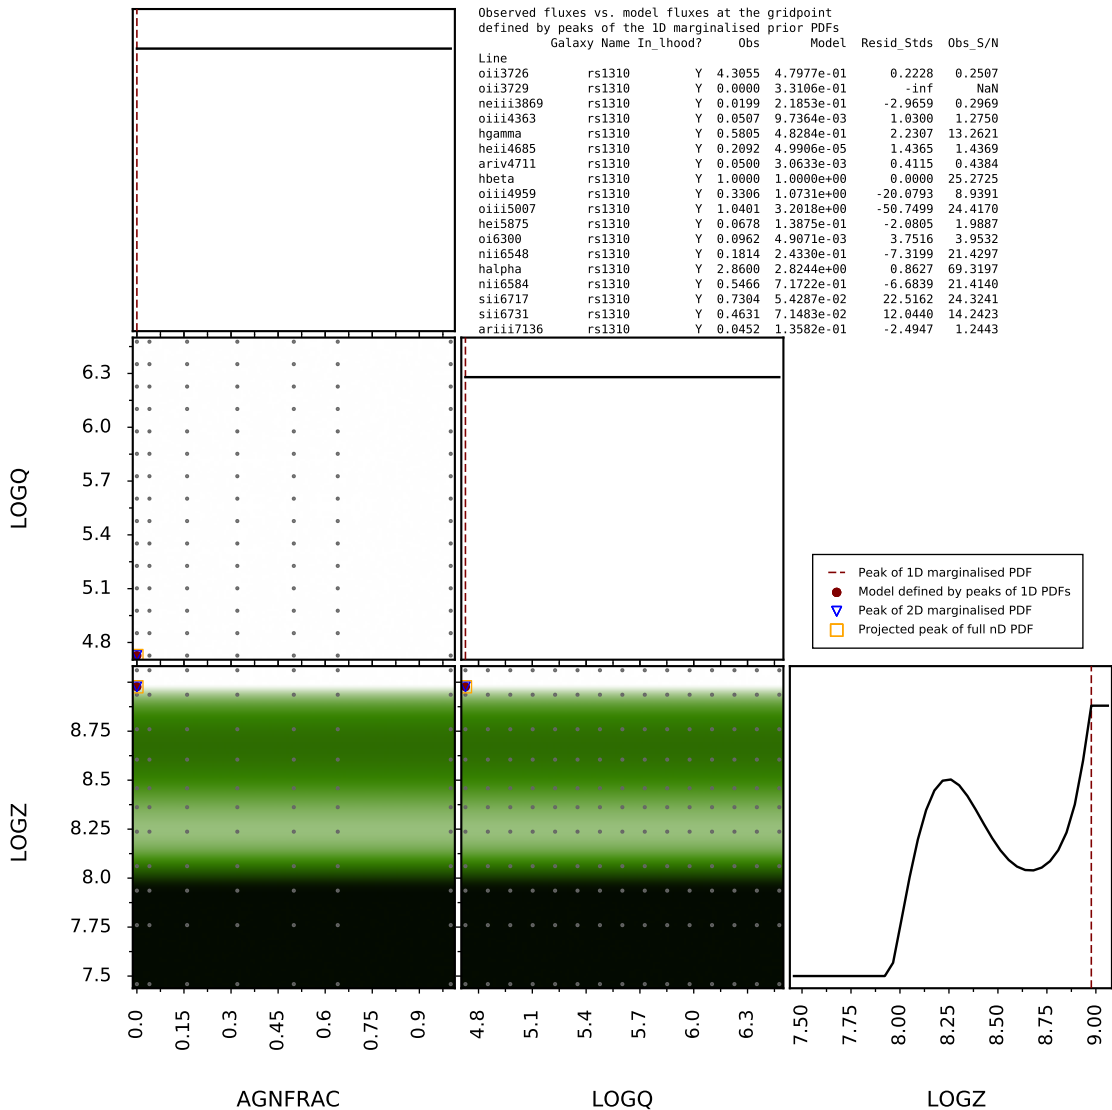 Observed fluxes vs. model fluxes at the gridpoint
defined by peaks of the 1D marginalised prior PDFs
Galaxy Name In_lhood? Obs Model Resid_Stds Obs_S/N
Line
oii3726 rs1310 Y 4.3055 4.7977e-01 0.2228 0.2507
oii3729 rs1310 Y 0.0000 3.3106e-01 -inf NaN
neiii3869 rs1310 Y 0.0199 2.1853e-01 -2.9659 0.2969
oiii4363 rs1310 Y 0.0507 9.7364e-03 1.0300 1.2750
hgamma rs1310 Y 0.5805 4.8284e-01 2.2307 13.2621
heii4685 rs1310 Y 0.2092 4.9906e-05 1.4365 1.4369
ariv4711 rs1310 Y 0.0500 3.0633e-03 0.4115 0.4384
hbeta rs1310 Y 1.0000 1.0000e+00 0.0000 25.2725
oiii4959 rs1310 Y 0.3306 1.0731e+00 -20.0793 8.9391
oiii5007 rs1310 Y 1.0401 3.2018e+00 -50.7499 24.4170
hei5875 rs1310 Y 0.0678 1.3875e-01 -2.0805 1.9887
oi6300 rs1310 Y 0.0962 4.9071e-03 3.7516 3.9532
nii6548 rs1310 Y 0.1814 2.4330e-01 -7.3199 21.4297
halpha rs1310 Y 2.8600 2.8244e+00 0.8627 69.3197
nii6584 rs1310 Y 0.5466 7.1722e-01 -6.6839 21.4140
sii6717 rs1310 Y 0.7304 5.4287e-02 22.5162 24.3241
sii6731 rs1310 Y 0.4631 7.1483e-02 12.0440 14.2423
ariii7136 rs1310 Y 0.0452 1.3582e-01 -2.4947 1.2443
6.3
6.0
5.7
5.4
5.1
4.8
LOGQ
Peak of 1D marginalised PDF
Model defined by peaks of 1D PDFs
Peak of 2D marginalised PDF
Projected peak of full nD PDF
8.75
8.5
8.25
8.0
7.75
7.5
LOGZ
0.0 0.15 0.3 0.45 0.6 0.75 0.9
4.8 5.1 5.4 5.7 6.0 6.3
7.50 7.75 8.00 8.25 8.50 8.75 9.00
AGNFRAC LOGQ LOGZ